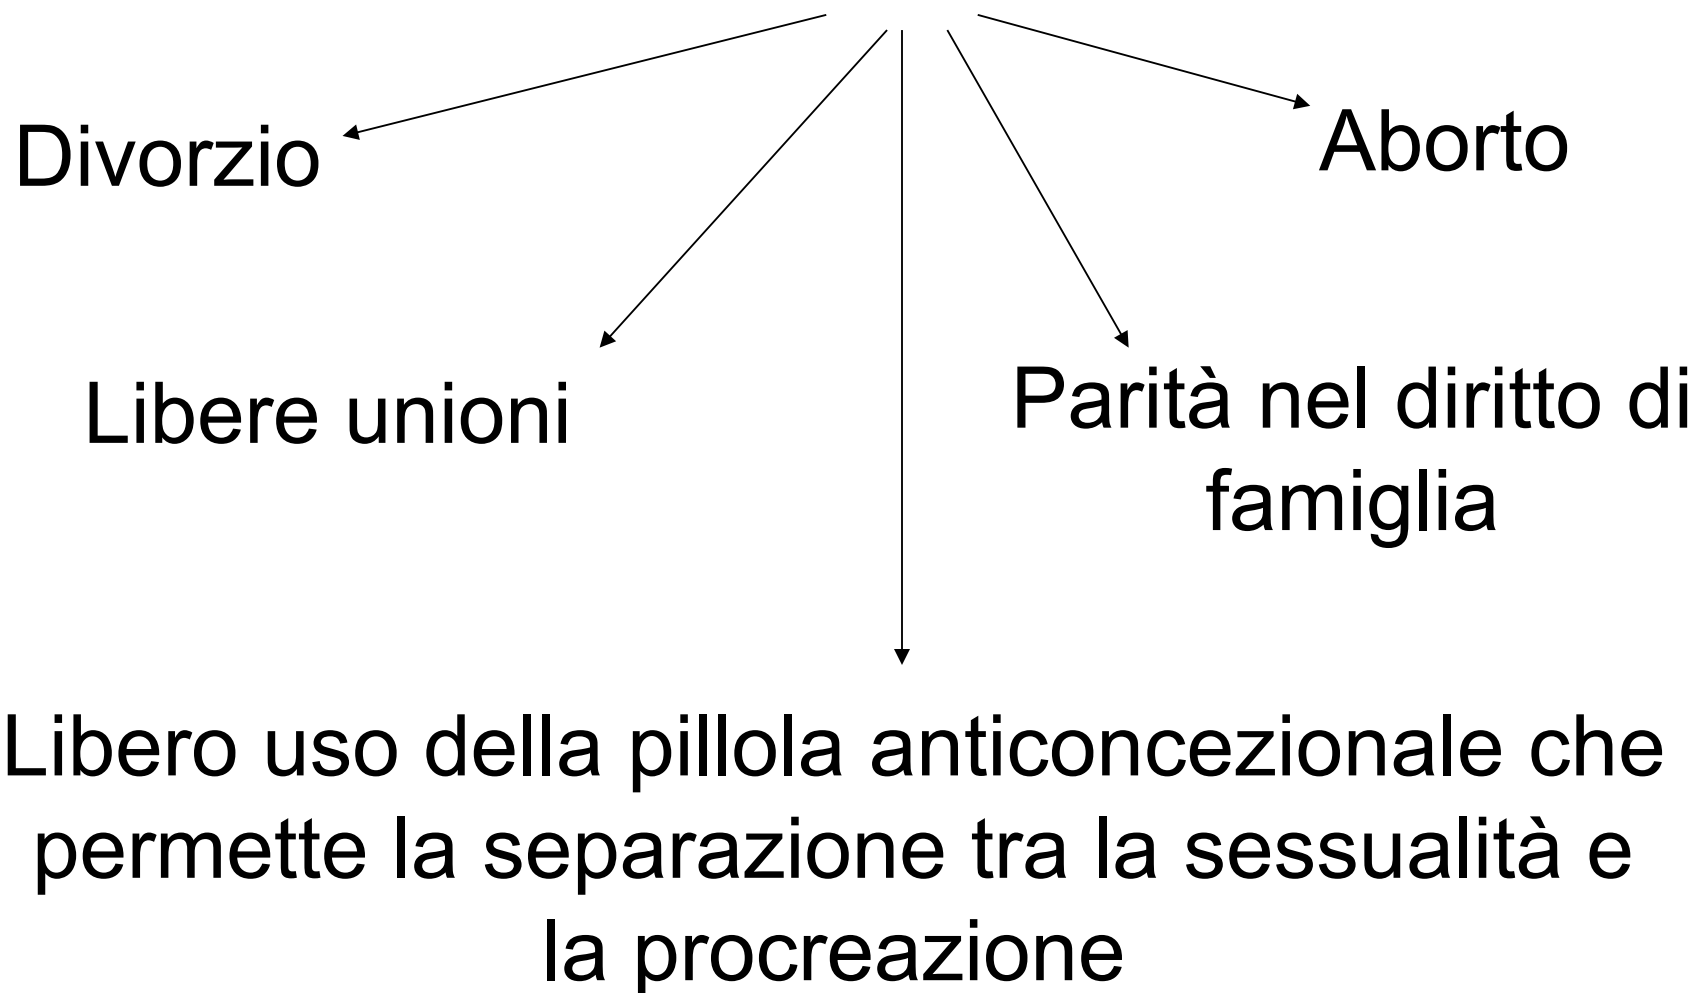 Divorzio
Aborto
Libere unioni
Parità nel diritto di
famiglia
Libero uso della pillola anticoncezionale che
permette la separazione tra la sessualità e
la procreazione